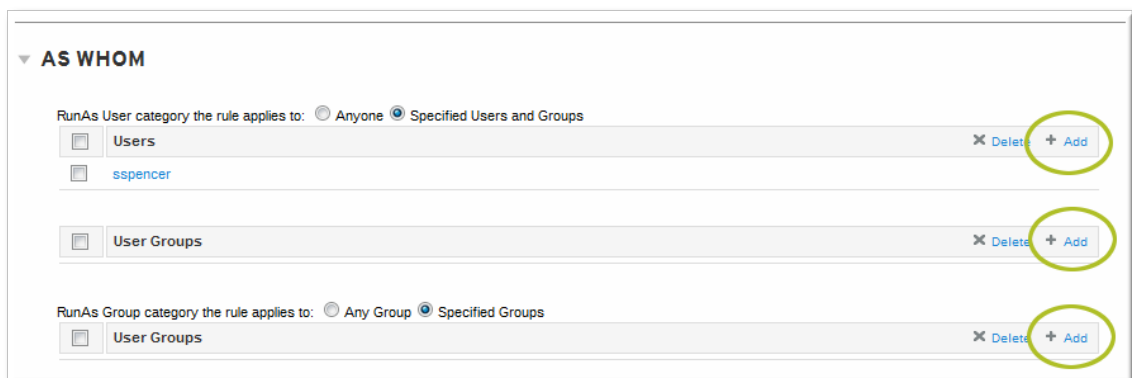 AS WHOM
RunAs User category the rule applies to: Anyone Specified Users and Groups
Users Delete + Add
sspencer
User Groups Delete + Add
RunAs Group category the rule applies to: Any Group Specified Groups
User Groups Delete + Add